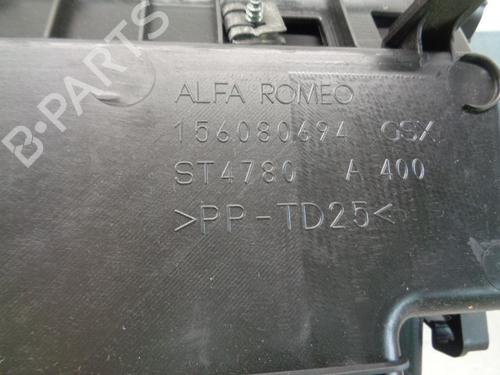 B-PARTS
ALFA ROMEO
156080694 GSX
ST4780 A 400
>PP-TD25<